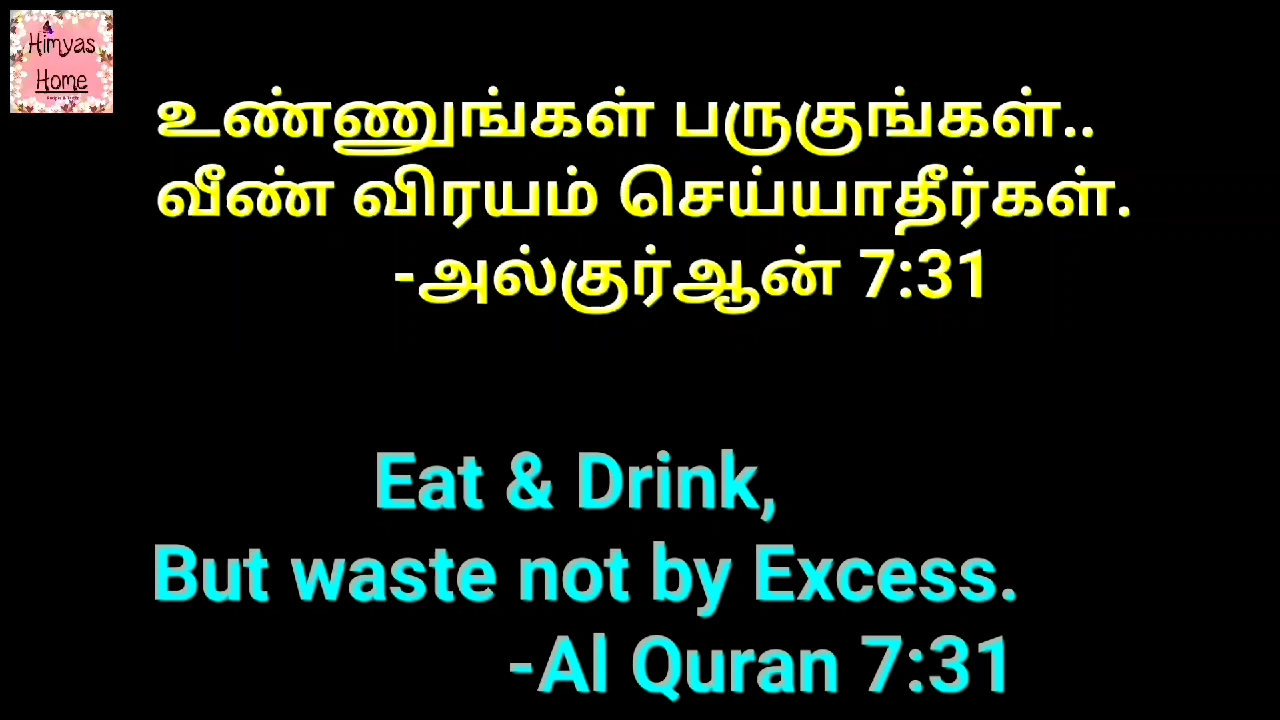 Himyas
Home
உண்ணுங்கள் பருகுங்கள்..
வீண் விரயம் செய்யாதீர்கள்.
-அல்குர்ஆன் 7:31
Eat & Drink,
But waste not by Excess.
-Al Quran 7:31